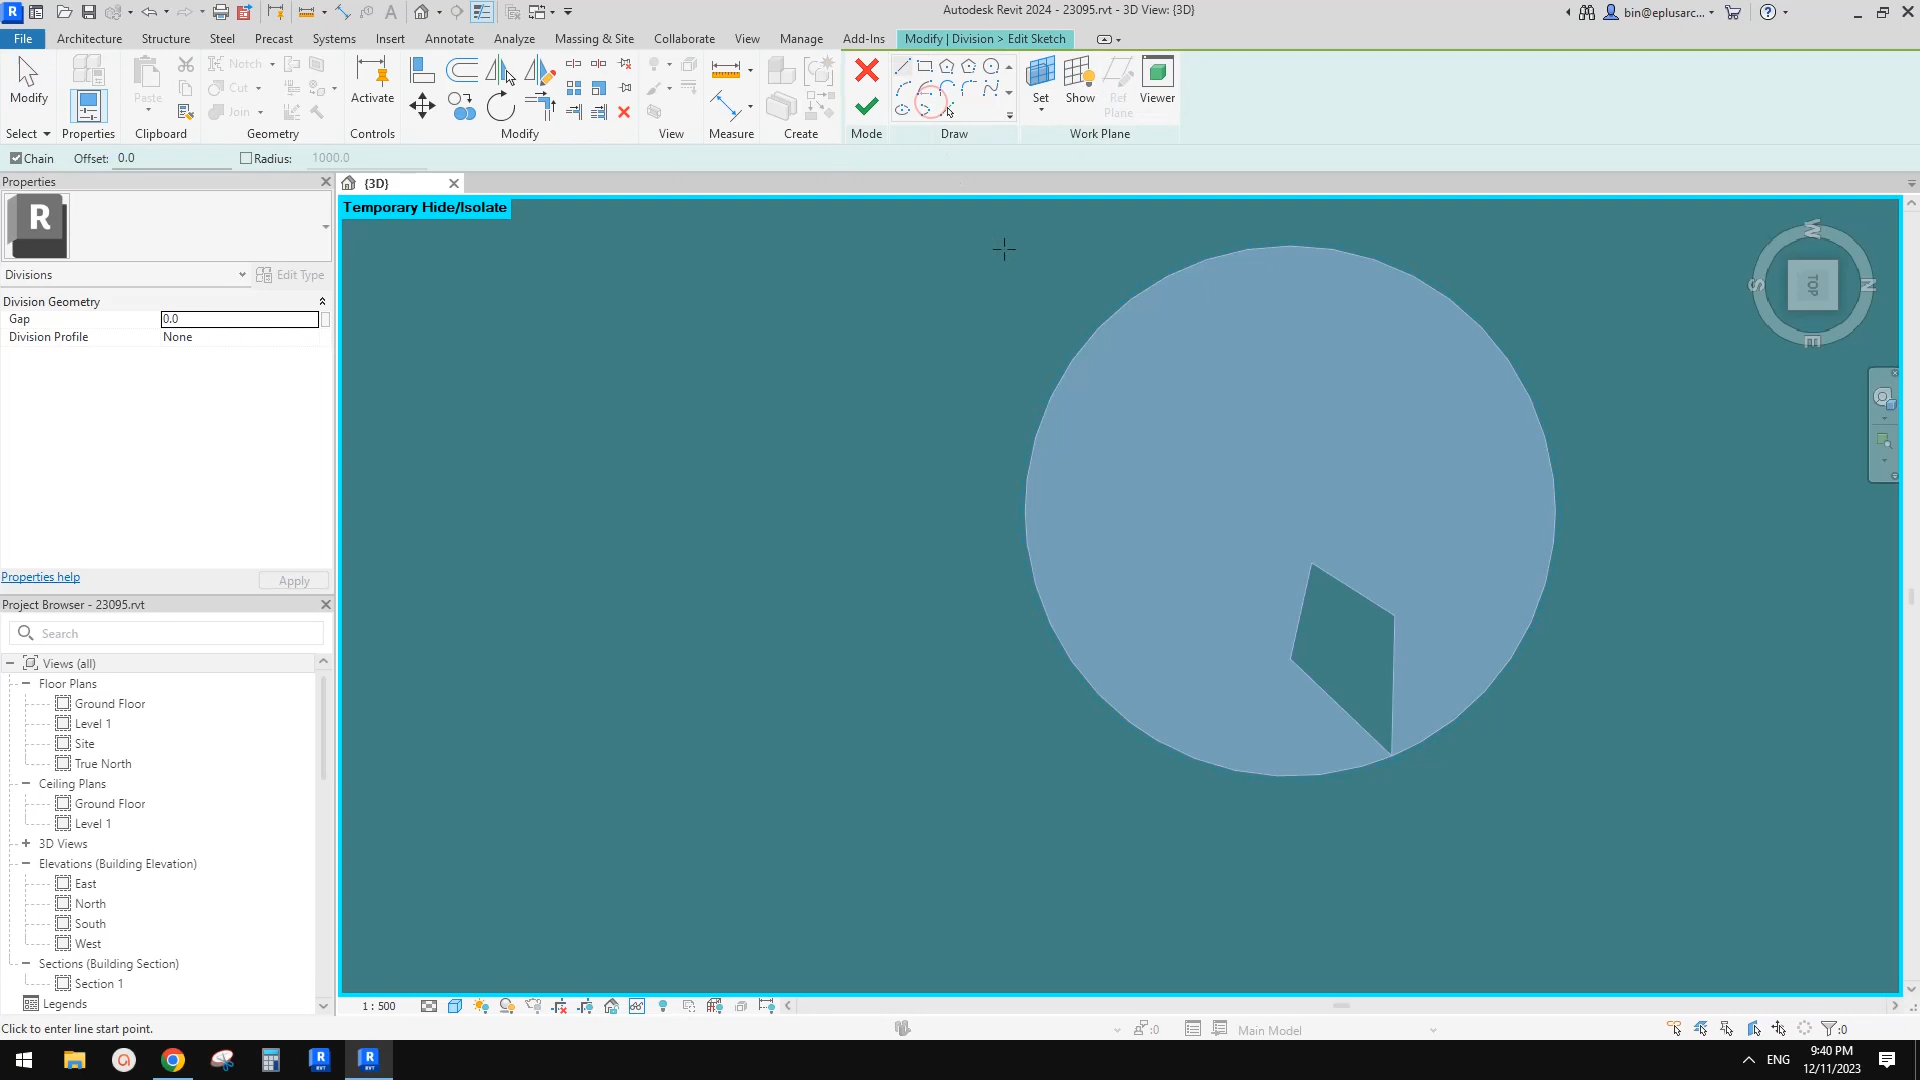 Autodesk Revit 2024 - 23095.rvt - 3D View: {3D}
bin@eplusarc...
File Architecture Structure Steel Precast Systems Insert Annotate Analyze Massing & Site Collaborate View Manage Add-Ins Modify | Division > Edit Sketch
Modify
Paste
Notch
Cut
Join
Activate
Set
Show
Ref Plane
Viewer
Select Properties Clipboard Geometry Controls Modify View Measure Create Mode Draw Work Plane
Chain Offset: 0.0 Radius: 1000.0
Properties
R
Divisions Edit Type
Division Geometry
Gap 0.0
Division Profile None
Properties help Apply
{3D}
Temporary Hide/Isolate
W
S
TOP
N
E
Project Browser - 23095.rvt
Search
Views (all)
Floor Plans
Ground Floor
Level 1
Site
True North
Ceiling Plans
Ground Floor
Level 1
3D Views
Elevations (Building Elevation)
East
North
South
West
Sections (Building Section)
Section 1
Legends
1 : 500
Click to enter line start point.
:0
Main Model
:0
ENG
9:40 PM
12/11/2023